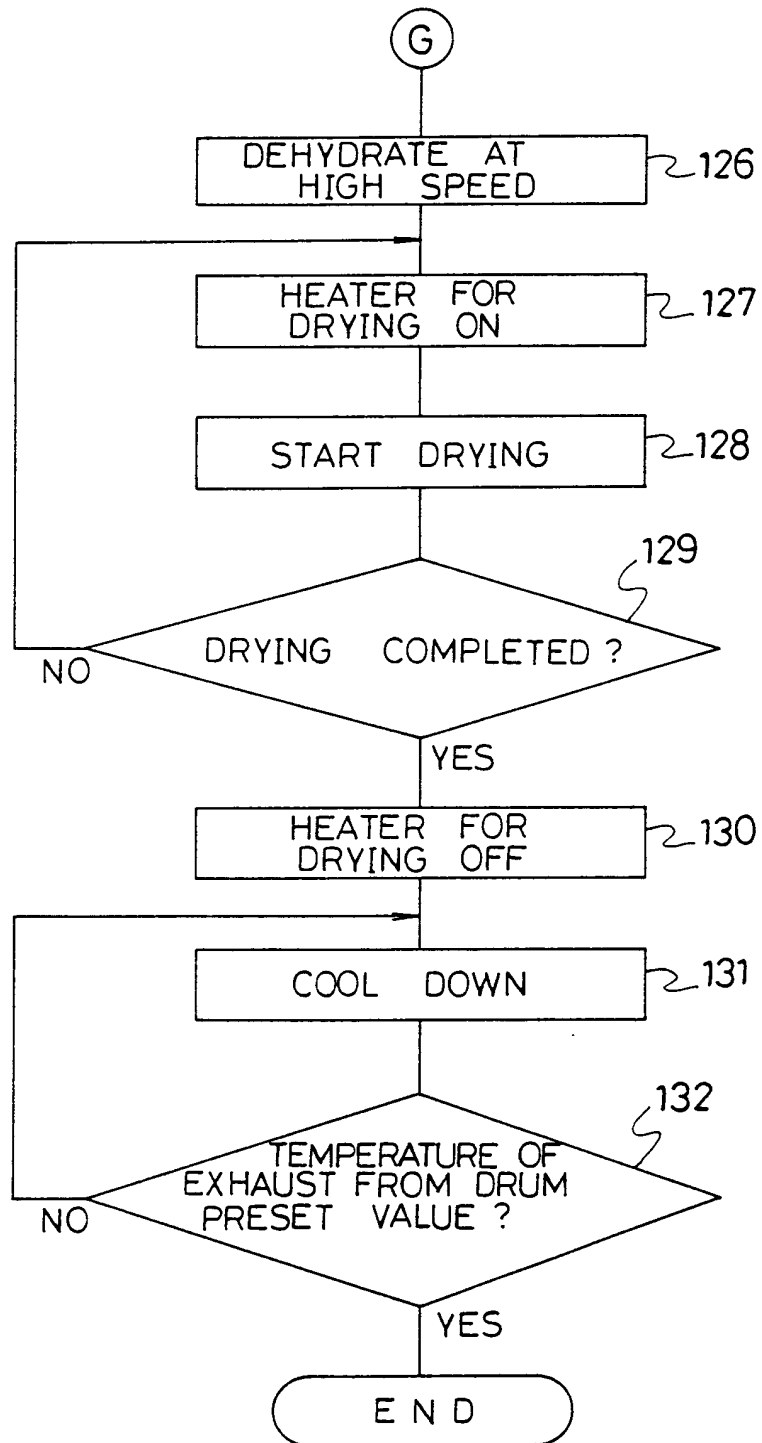 G
DEHYDRATE AT
HIGH SPEED
126
HEATER FOR
DRYING ON
127
START DRYING
128
129
DRYING COMPLETED?
NO
YES
HEATER FOR
DRYING OFF
130
COOL DOWN
131
132
TEMPERATURE OF
EXHAUST FROM DRUM
PRESET VALUE?
NO
YES
END